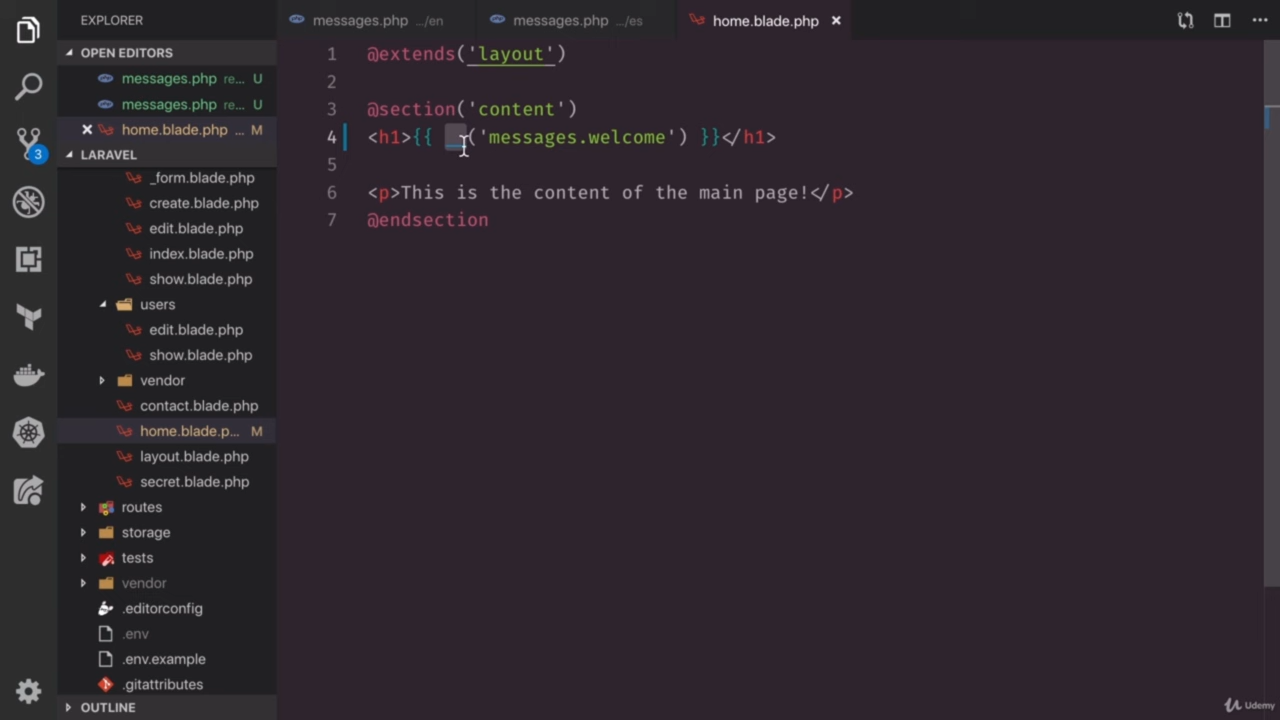 EXPLORER
messages.php .../en
messages.php .../es
home.blade.php
OPEN EDITORS
messages.php re... U
messages.php re... U
home.blade.php ... M
LARAVEL
_form.blade.php
create.blade.php
edit.blade.php
index.blade.php
show.blade.php
users
edit.blade.php
show.blade.php
vendor
contact.blade.php
home.blade.p... M
layout.blade.php
secret.blade.php
routes
storage
tests
vendor
.editorconfig
.env
.env.example
.gitattributes
OUTLINE
3
1 @extends('layout')
2
3 @section('content')
4 <h1>{{ __('messages.welcome') }}</h1>
5
6 <p>This is the content of the main page!</p>
7 @endsection
Udemy